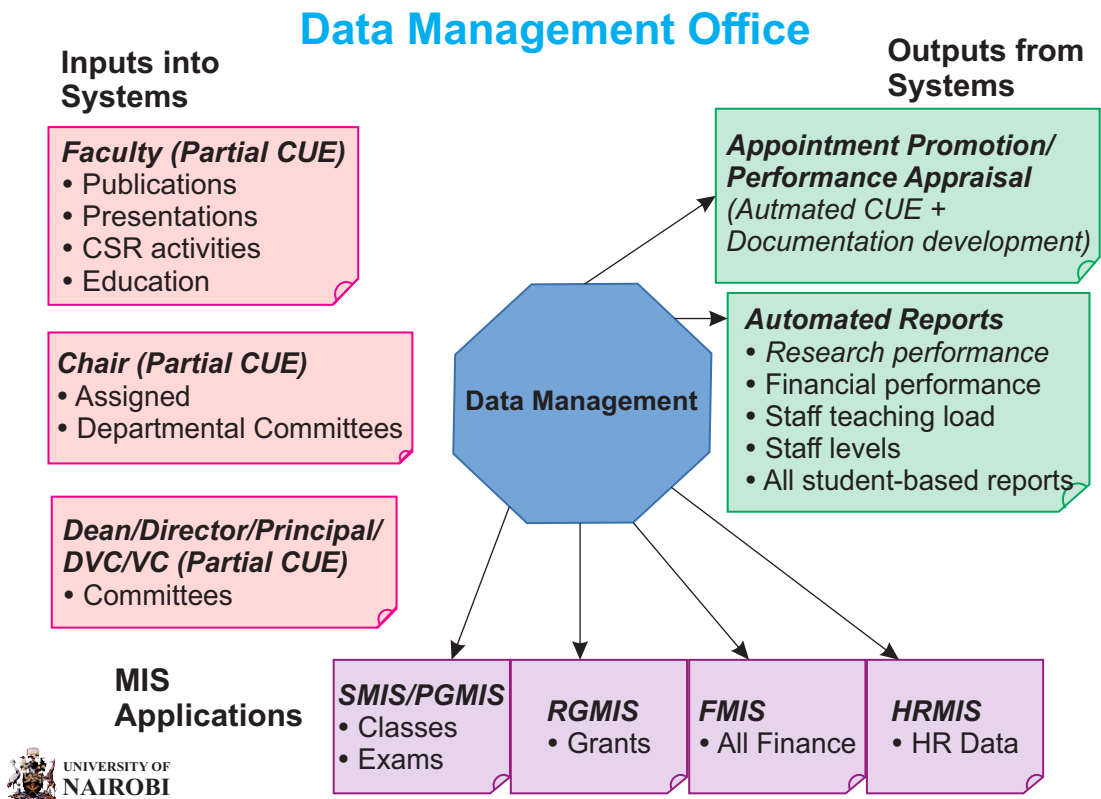 Data Management Office
Inputs into
Systems
Outputs from
Systems
Faculty (Partial CUE)
• Publications
• Presentations
• CSR activities
• Education
Chair (Partial CUE)
• Assigned
• Departmental Committees
Dean/Director/Principal/
DVC/VC (Partial CUE)
• Committees
Data Management
Appointment Promotion/
Performance Appraisal
(Autmated CUE +
Documentation development)
Automated Reports
• Research performance
• Financial performance
• Staff teaching load
• Staff levels
• All student-based reports
MIS
Applications
SMIS/PGMIS
• Classes
• Exams
RGMIS
• Grants
FMIS
• All Finance
HRMIS
• HR Data
UNIVERSITY OF
NAIROBI